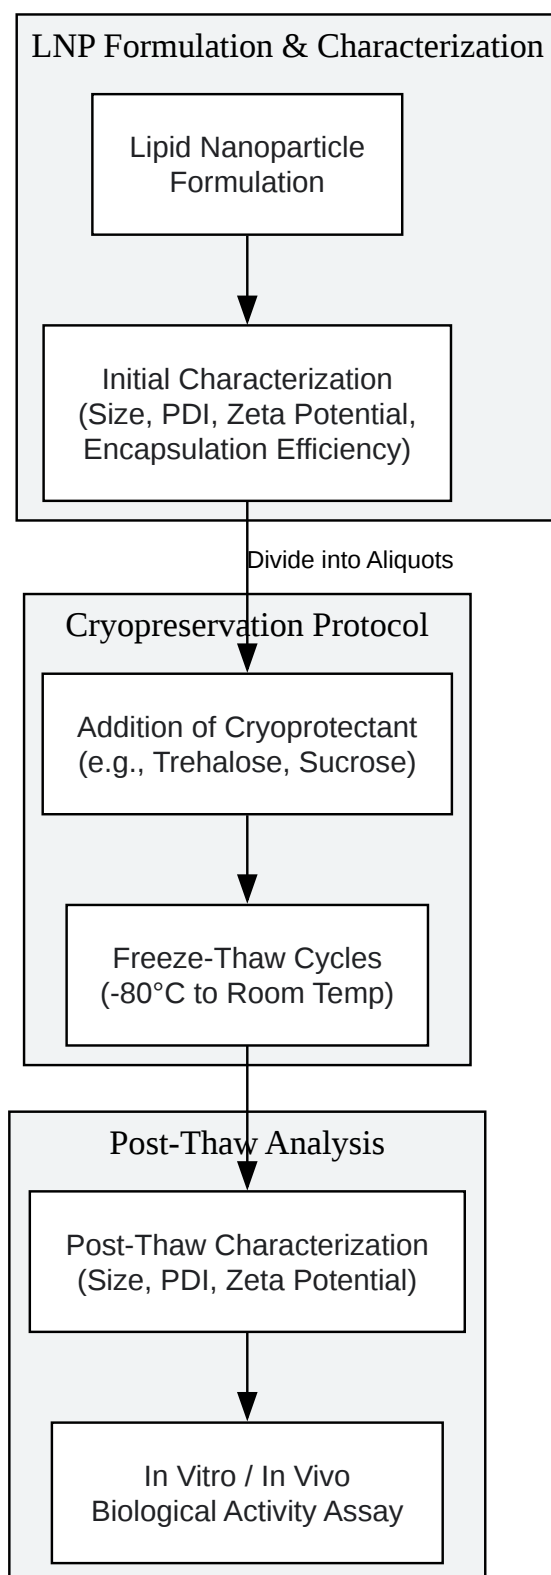 LNP Formulation & Characterization
Lipid Nanoparticle
Formulation
Initial Characterization
(Size, PDI, Zeta Potential,
Encapsulation Efficiency)
Divide into Aliquots
Cryopreservation Protocol
Addition of Cryoprotectant
(e.g., Trehalose, Sucrose)
Freeze-Thaw Cycles
(-80°C to Room Temp)
Post-Thaw Analysis
Post-Thaw Characterization
(Size, PDI, Zeta Potential)
In Vitro / In Vivo
Biological Activity Assay